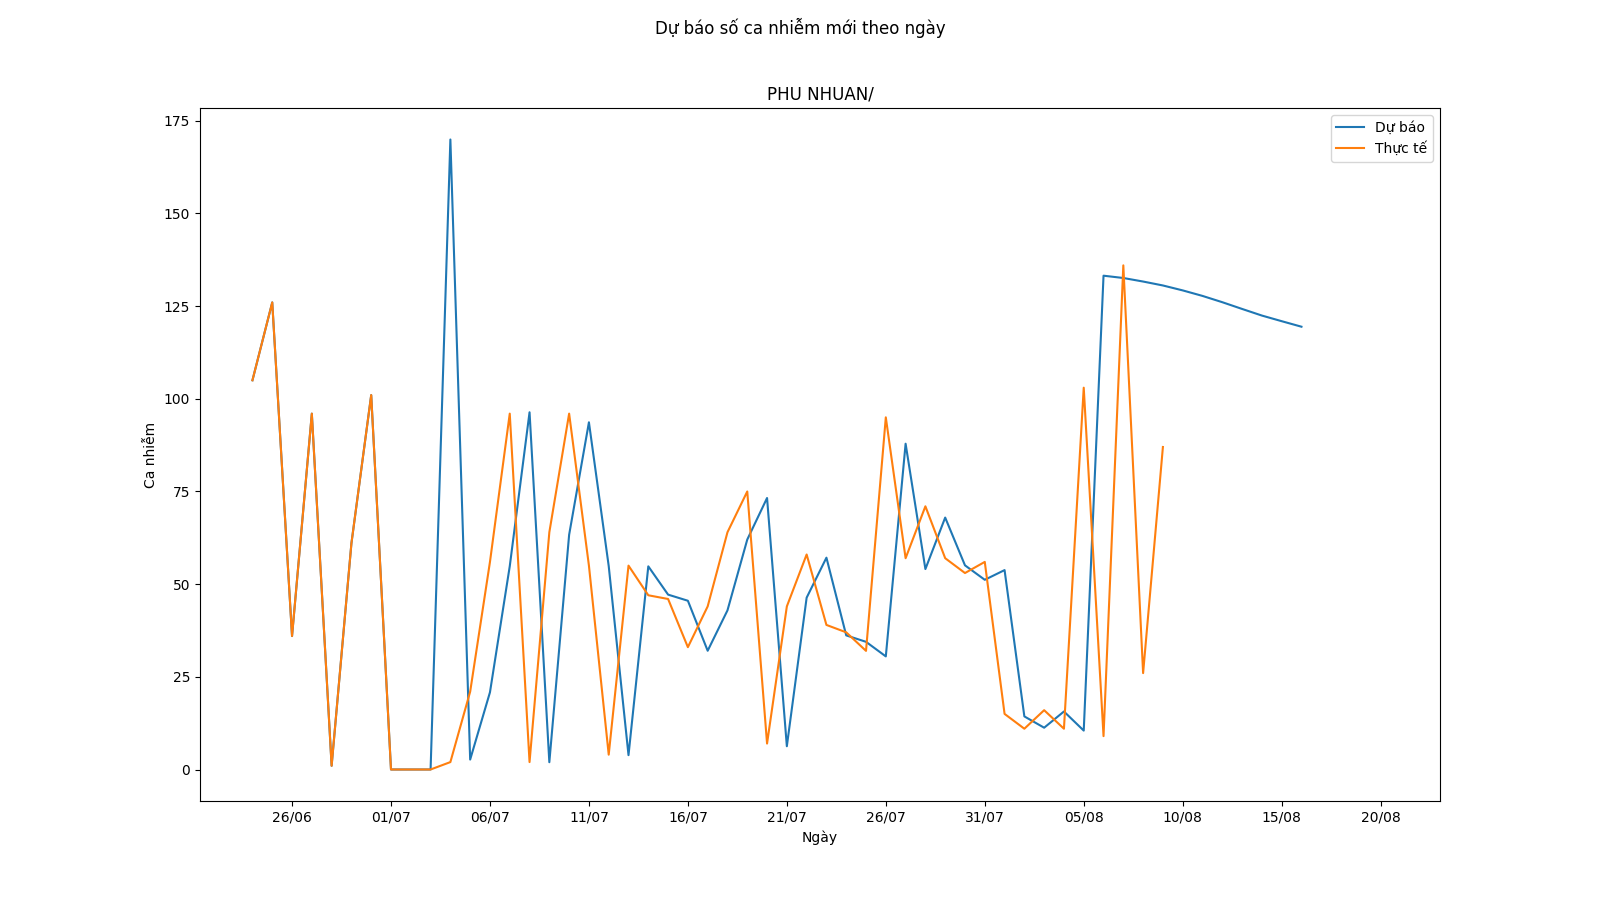 Dự báo số ca nhiễm mới theo ngày
PHU NHUAN/
Dự báo
Thực tế
175
150
125
100
75
50
25
0
Ca nhiễm
26/06 01/07 06/07 11/07 16/07 21/07 26/07 31/07 05/08 10/08 15/08 20/08
Ngày